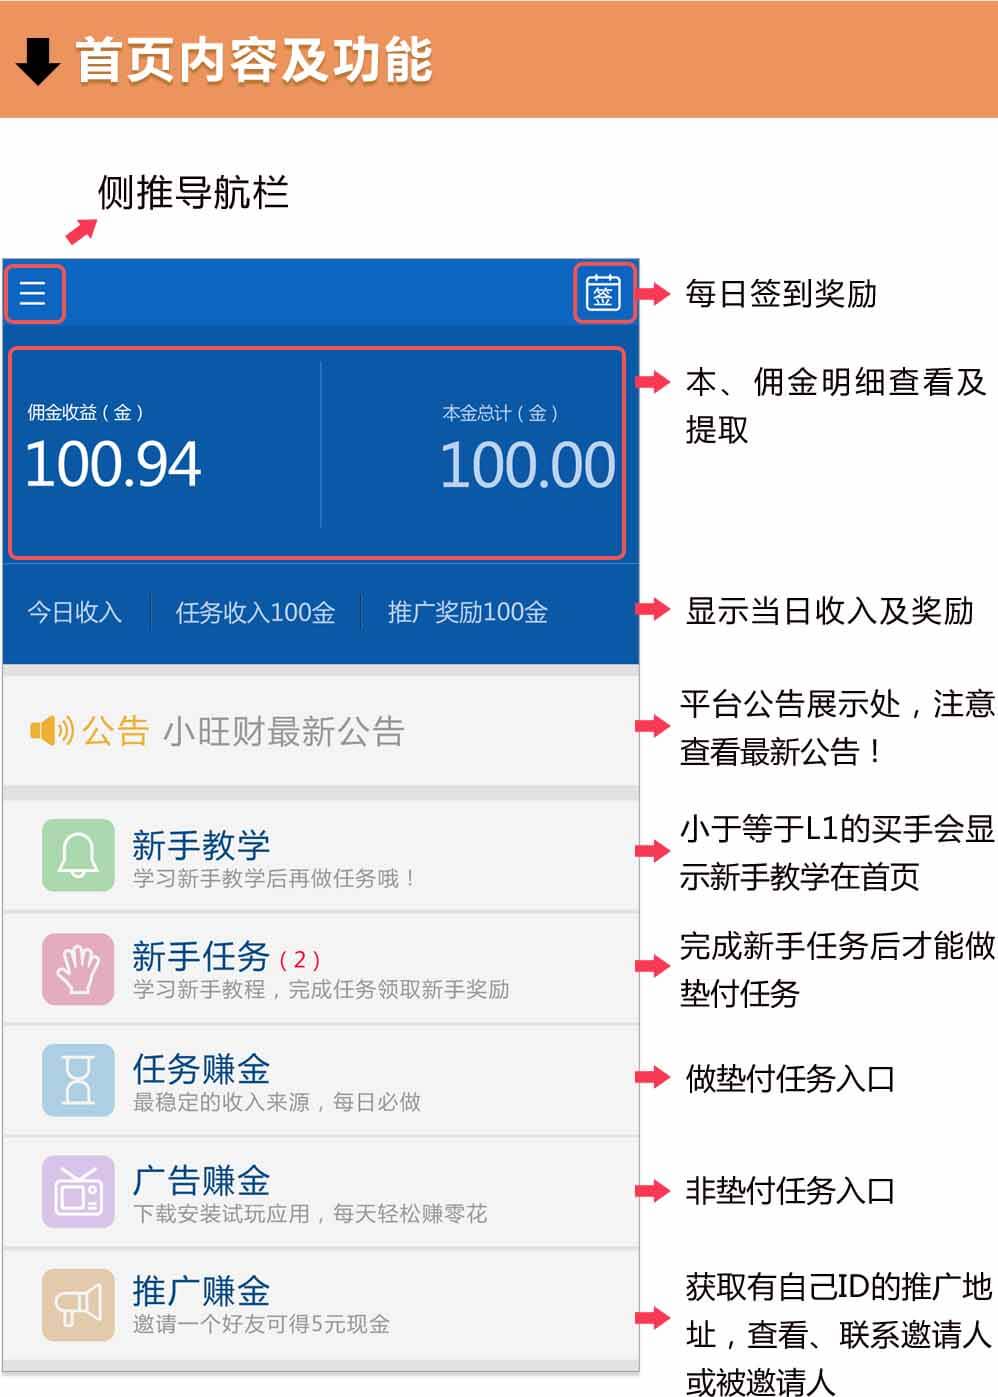 首页内容及功能
侧推导航栏
签
每日签到奖励
本、佣金明细查看及
提取
佣金收益（金）
本金总计（金）
100.94
100.00
今日收入
任务收入100金
推广奖励100金
显示当日收入及奖励
公告 小旺财最新公告
平台公告展示处，注意
查看最新公告！
新手教学
学习新手教学后再做任务哦！
小于等于L1的买手会显
示新手教学在首页
新手任务（2）
学习新手教程，完成任务领取新手奖励
完成新手任务后才能做
垫付任务
任务赚金
最稳定的收入来源，每日必做
做垫付任务入口
广告赚金
下载安装试玩应用，每天轻松赚零花
非垫付任务入口
推广赚金
邀请一个好友可得5元现金
获取有自己ID的推广地
址，查看、联系邀请人
或被邀请人